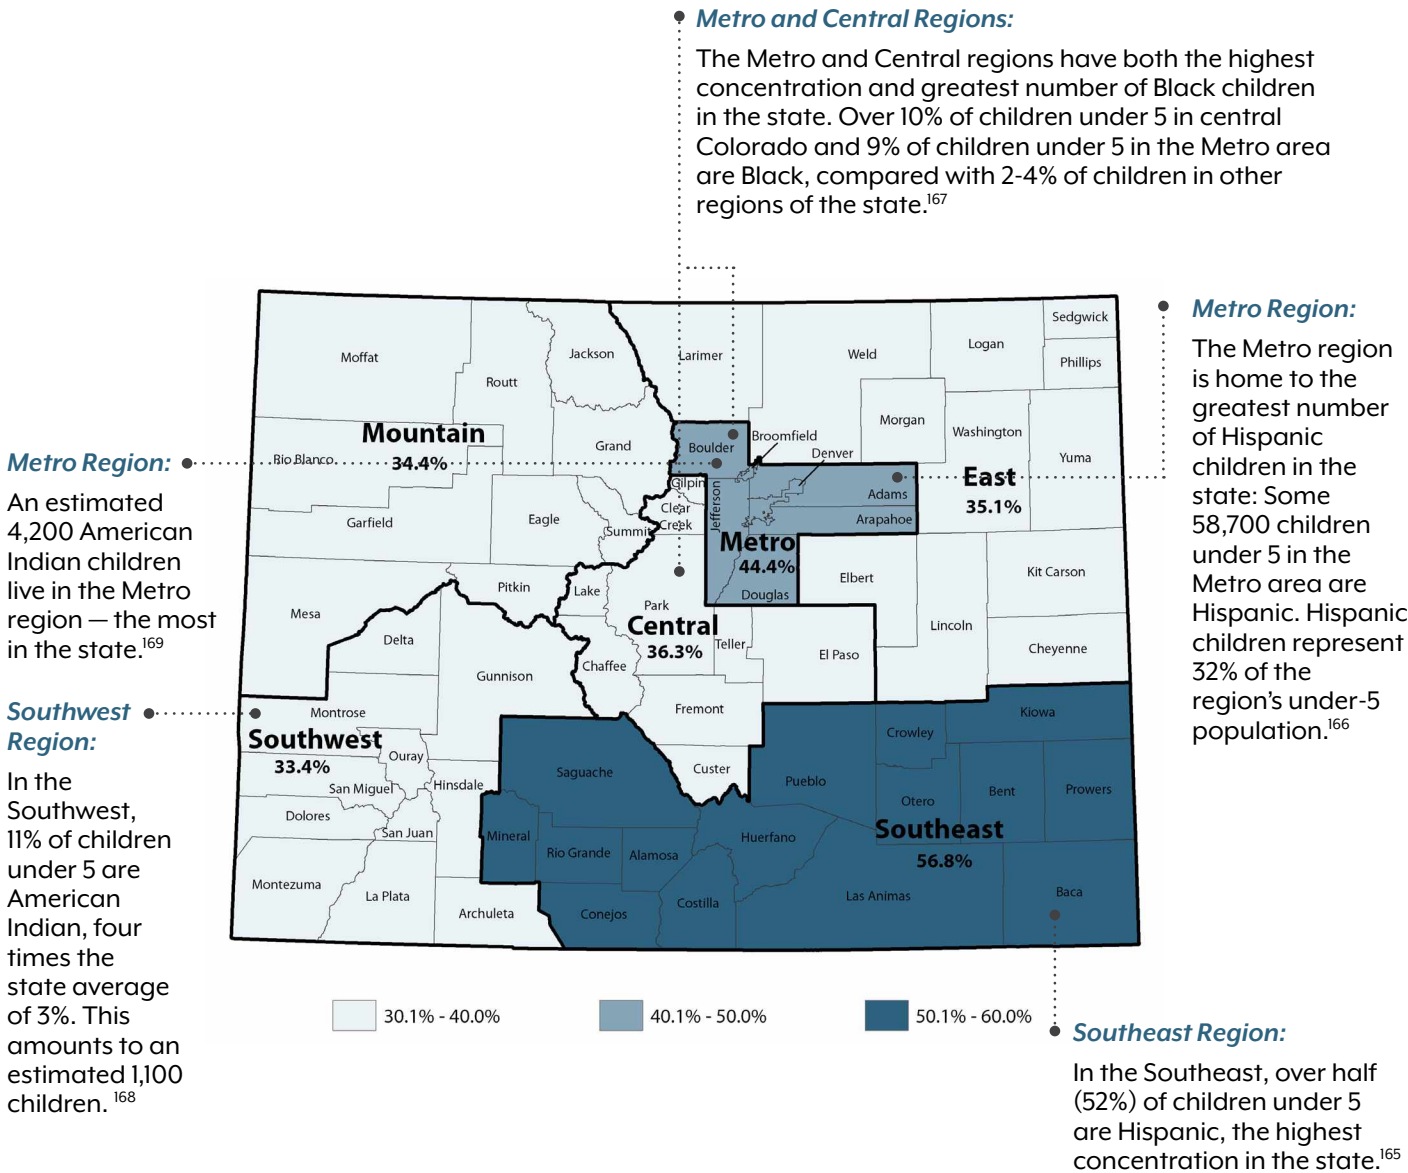 Metro and Central Regions:
The Metro and Central regions have both the highest
concentration and greatest number of Black children
in the state. Over 10% of children under 5 in central
Colorado and 9% of children under 5 in the Metro area
are Black, compared with 2-4% of children in other
regions of the state.167
Metro Region:
An estimated
4,200 American
Indian children
live in the Metro
region — the most
in the state.169
Southwest
Region:
In the
Southwest,
11% of children
under 5 are
American
Indian, four
times the
state average
of 3%. This
amounts to an
estimated 1,100
children. 168
Moffat
Routt
Jackson
Larimer
Weld
Logan
Sedgwick
Phillips
Morgan
Washington
Yuma
Mountain
34.4%
Rio Blanco
Grand
Boulder
Broomfield
Denver
East
35.1%
Gilpin
Jefferson
Adams
Arapahoe
Garfield
Eagle
Summit
Clear
Creek
Metro
44.4%
Douglas
Elbert
Kit Carson
Mesa
Pitkin
Lake
Park
Central
36.3%
Teller
Lincoln
Cheyenne
Delta
Gunnison
Chaffee
El Paso
Montrose
Fremont
Southwest
33.4%
Ouray
San Miguel
Hinsdale
Saguache
Custer
Pueblo
Crowley
Kiowa
Dolores
San Juan
Mineral
Rio Grande
Alamosa
Huerfano
Otero
Bent
Prowers
Southeast
56.8%
Montezuma
La Plata
Archuleta
Conejos
Costilla
Las Animas
Baca
30.1% - 40.0%
40.1% - 50.0%
50.1% - 60.0%
Metro Region:
The Metro region
is home to the
greatest number
of Hispanic
children in the
state: Some
58,700 children
under 5 in the
Metro area are
Hispanic. Hispanic
children represent
32% of the
region’s under-5
population.166
Southeast Region:
In the Southeast, over half
(52%) of children under 5
are Hispanic, the highest
concentration in the state.165